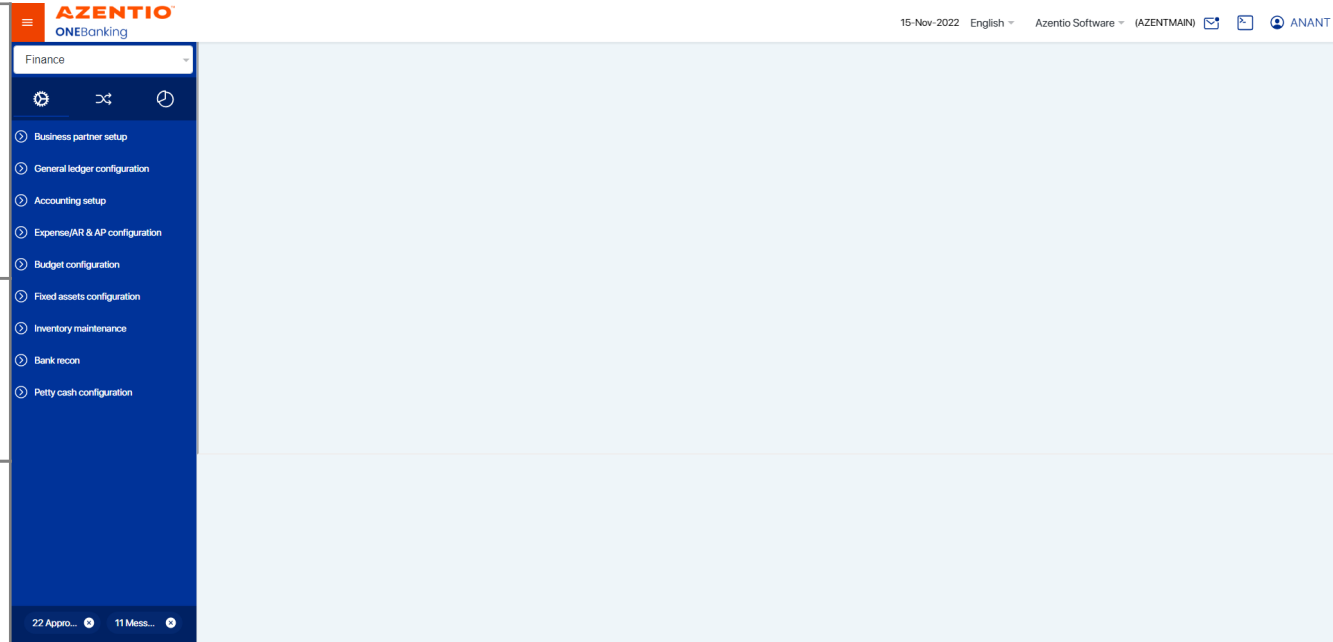 AZENTIO™
ONEBanking
15-Nov-2022 English Azentio Software (AZENTMAIN) ANANT
Finance
Business partner setup
General ledger configuration
Accounting setup
Expense/AR & AP configuration
Budget configuration
Fixed assets configuration
Inventory maintenance
Bank recon
Petty cash configuration
22 Appro... 11 Mess...